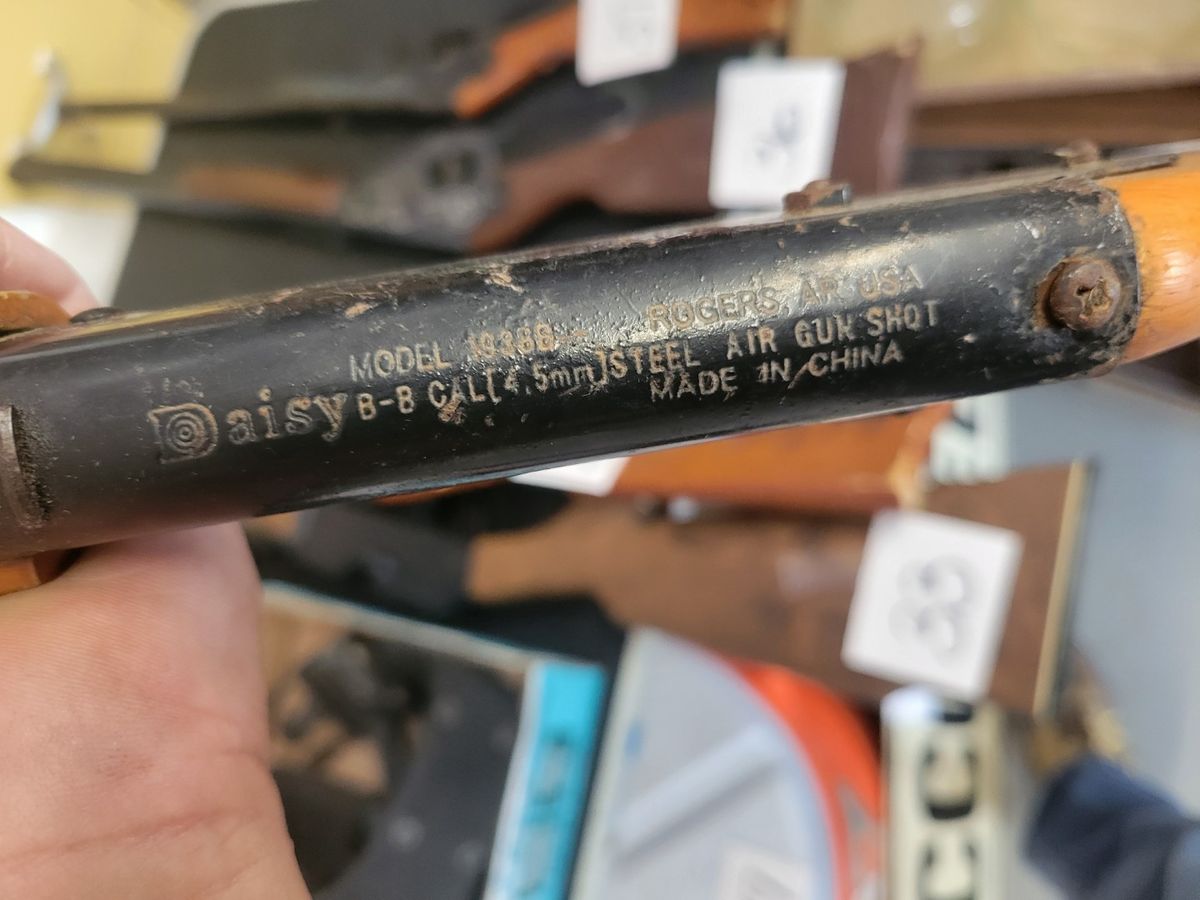 MODEL 1938B- ROGERS, AR USA
Daisy B-B CAL[4.5mm]STEEL AIR GUN SHOT
MADE IN CHINA